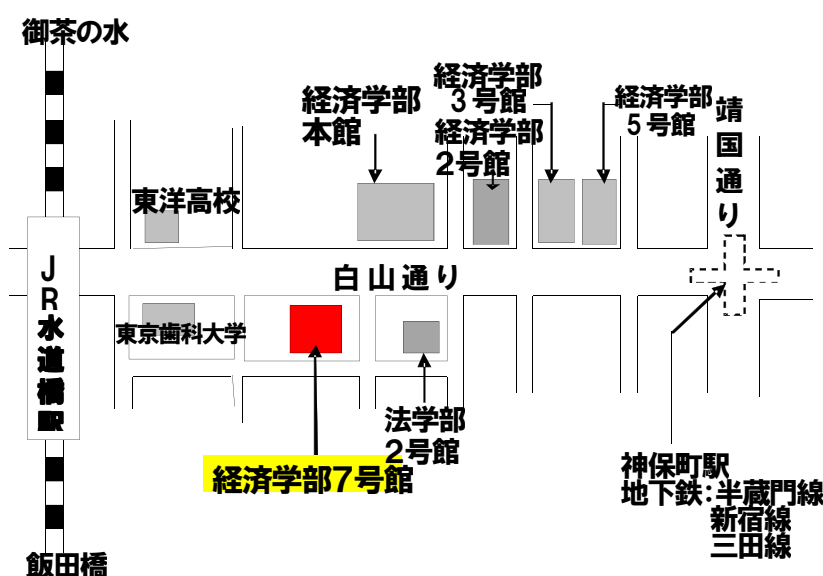 御茶の水
経済学部
本館
経済学部
３号館
経済学部
2号館
経済学部
５号館
靖国通り
東洋高校
白山通り
ＪＲ水道橋駅
東京歯科大学
法学部
2号館
経済学部7号館
神保町駅
地下鉄：半蔵門線
新宿線
三田線
飯田橋